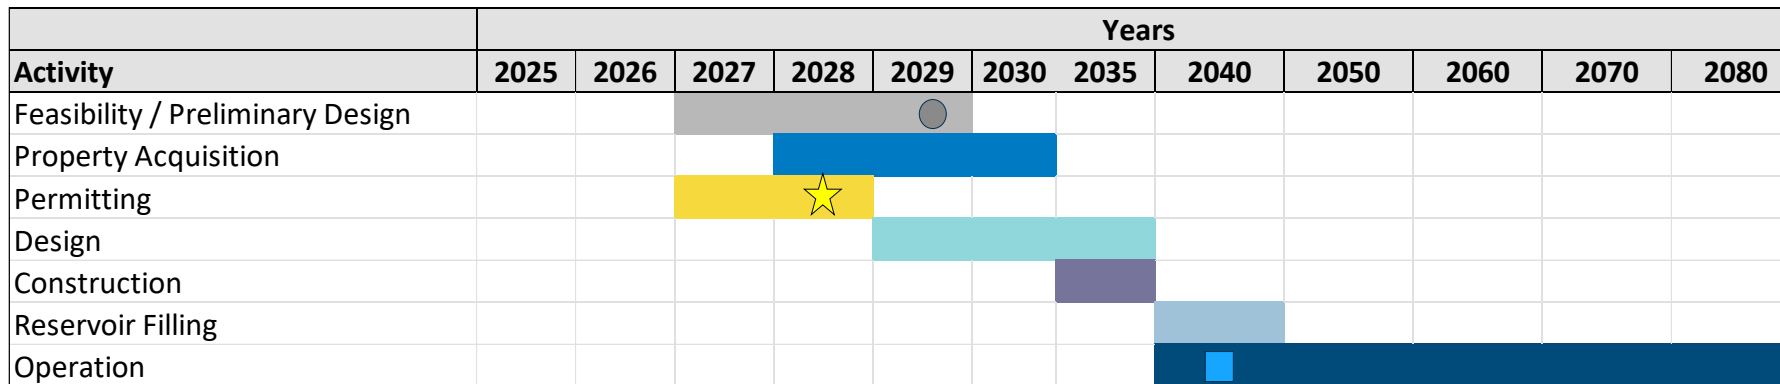 Years
Activity 2025 2026 2027 2028 2029 2030 2035 2040 2050 2060 2070 2080
Feasibility / Preliminary Design
Property Acquisition
Permitting
Design
Construction
Reservoir Filling
Operation